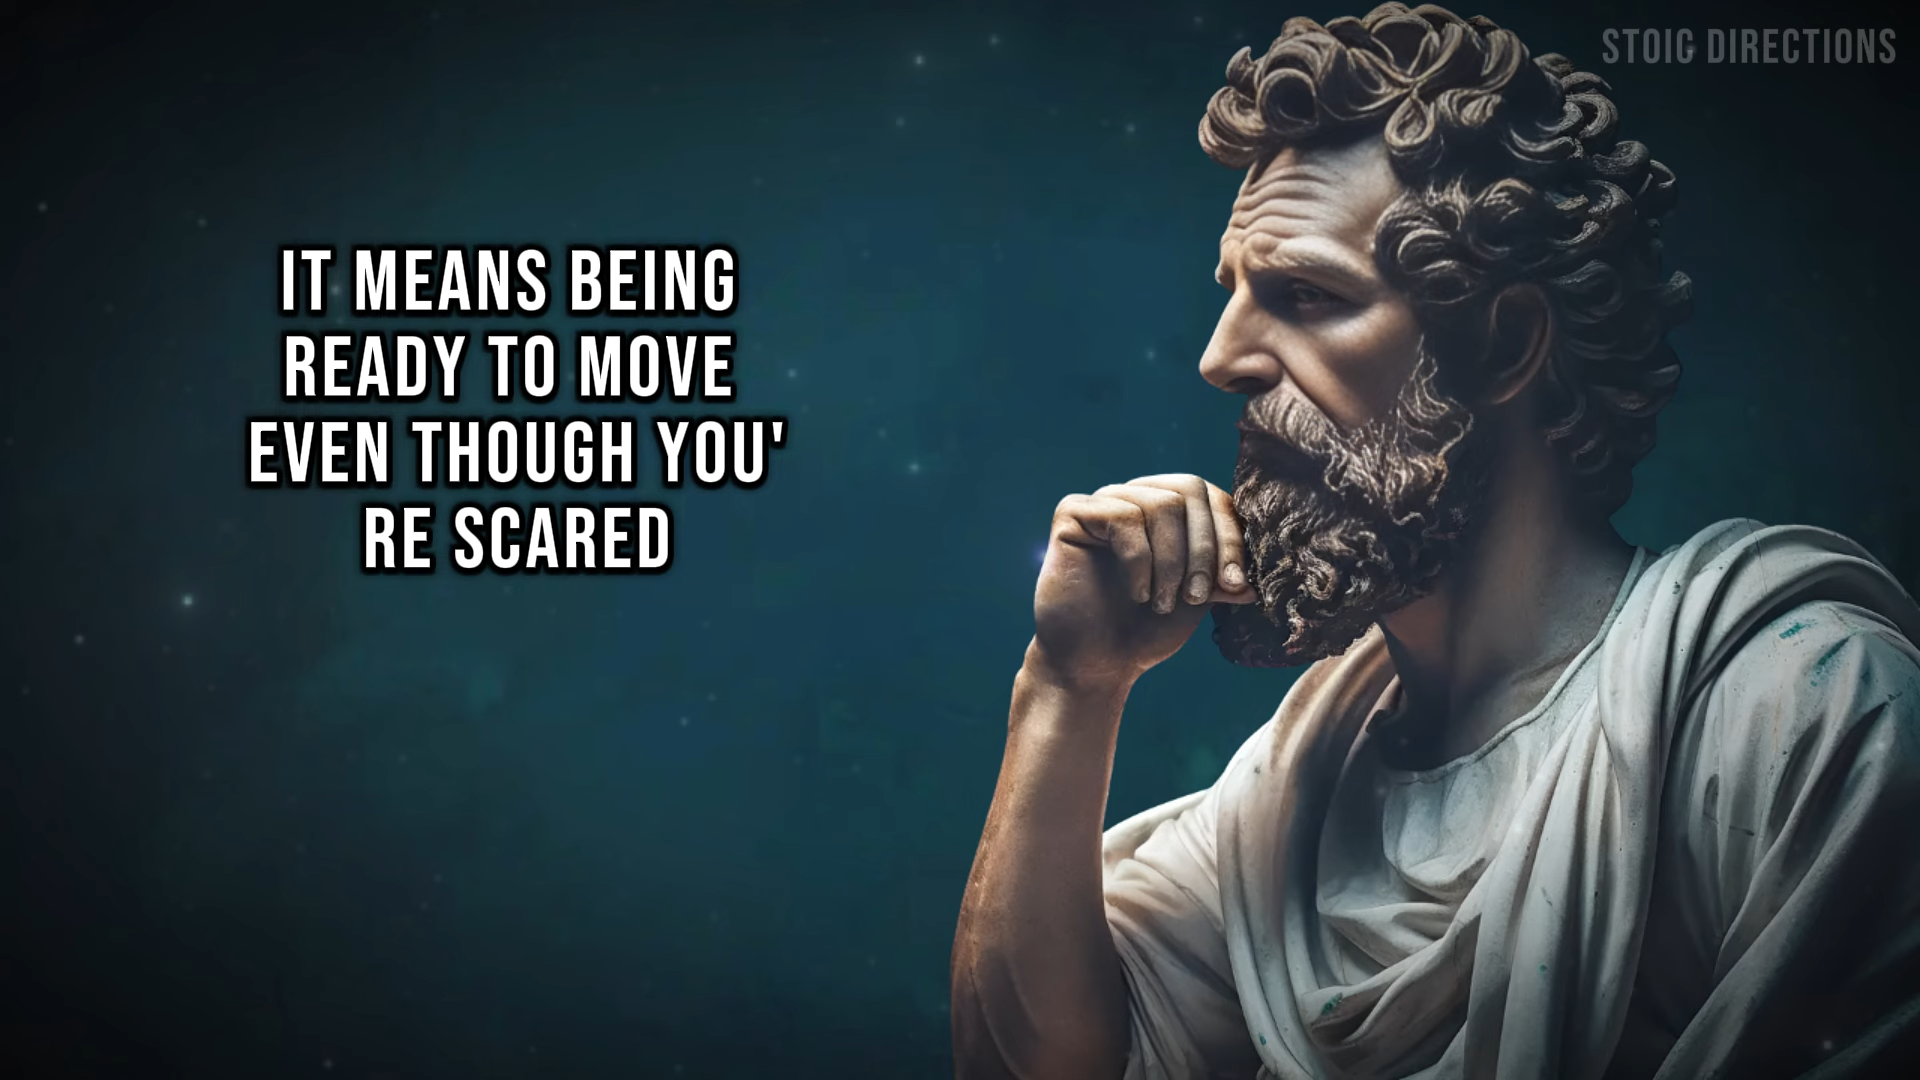 STOIC DIRECTIONS
IT MEANS BEING
READY TO MOVE
EVEN THOUGH YOU'
RE SCARED